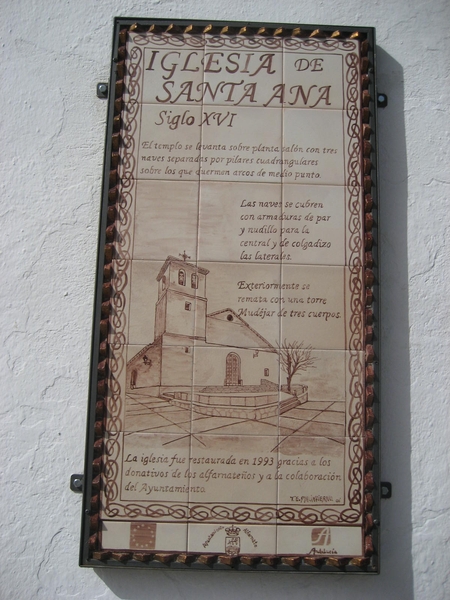 IGLESIA DE
SANTA ANA
Siglo XVI
El templo se levanta sobre planta salón con tres
naves separadas por pilares cuadrangulares
sobre los que duermen arcos de medio punto.
Las naves se cubren
con armaduras de par
y nudillo para la
central y de colgadizo
las laterales.
Exteriormente se
remata con una torre
Mudéjar de tres cuerpos.
La iglesia fue restaurada en 1993 gracias a los
donativos de los alfarnateños y a la colaboración
del Ayuntamiento
Andalucía